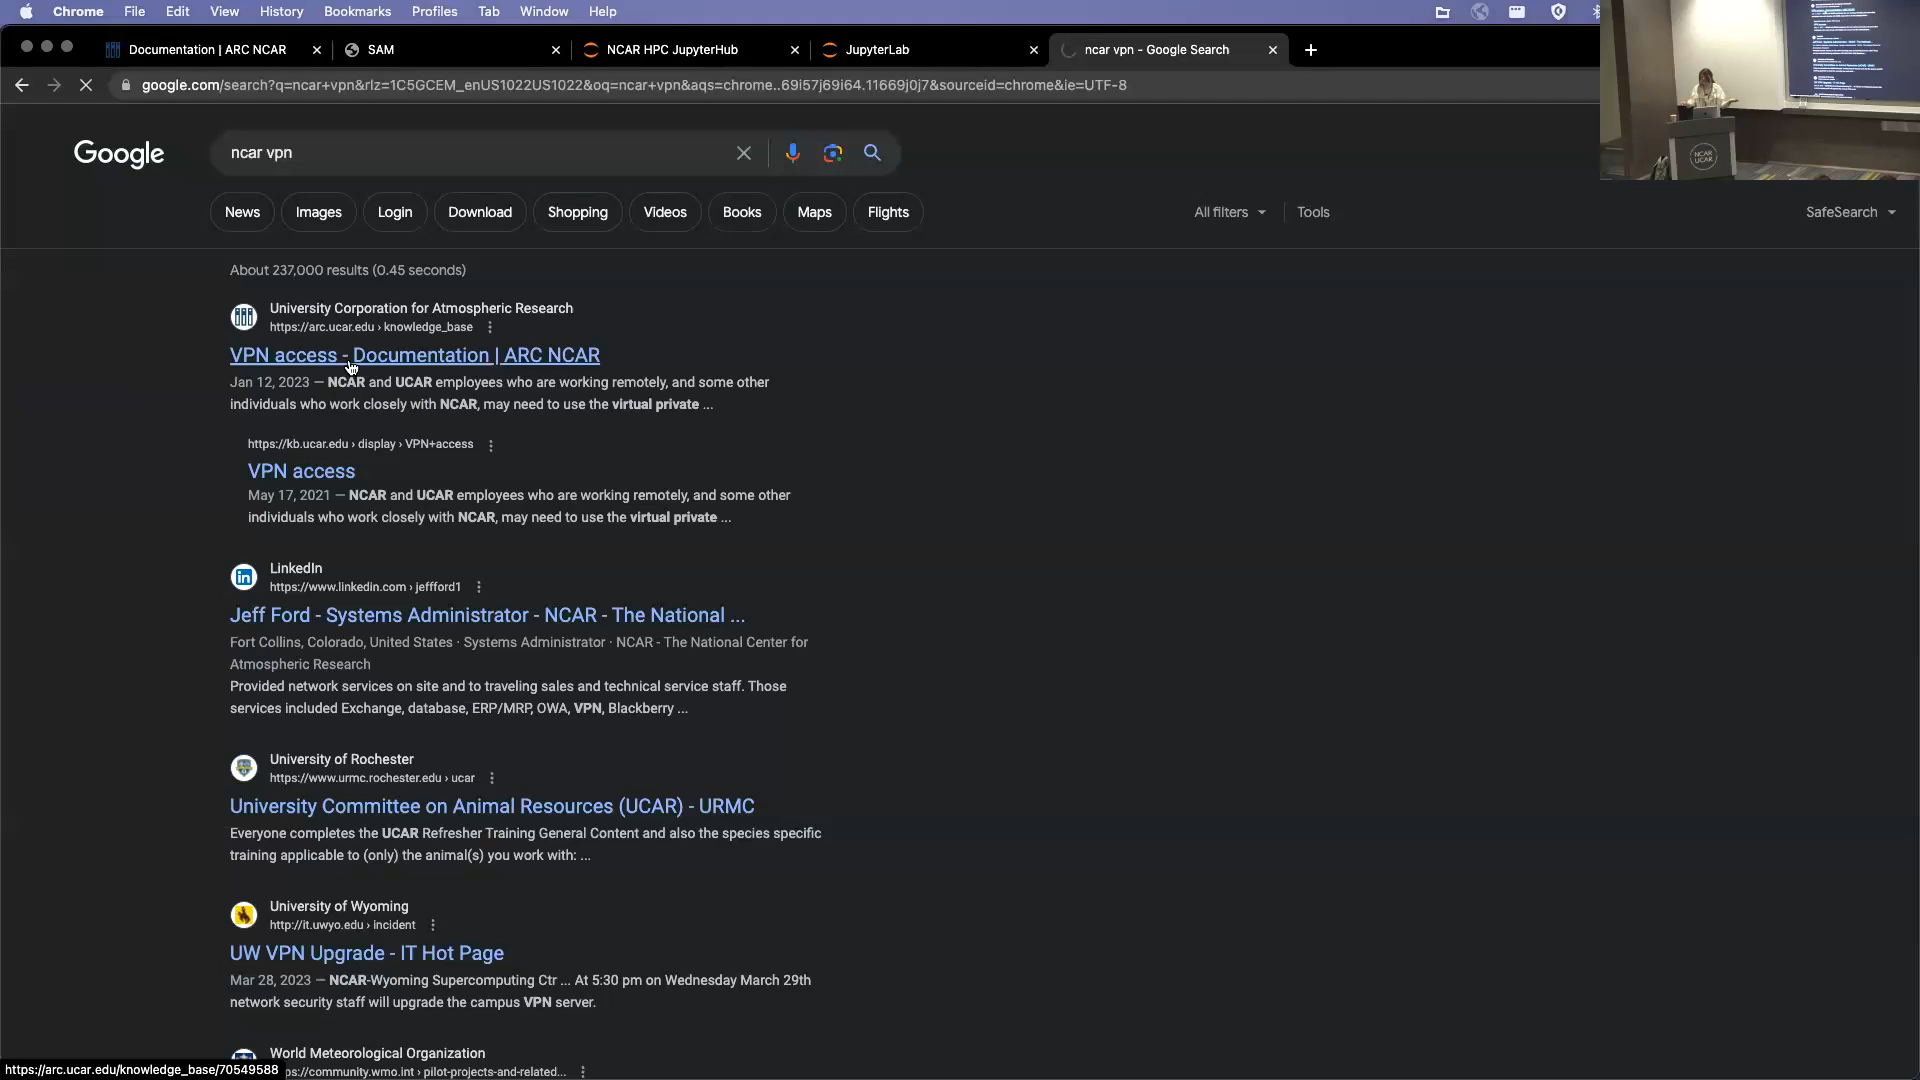 Chrome File Edit View History Bookmarks Profiles Tab Window Help
Documentation | ARC NCAR
SAM
NCAR HPC JupyterHub
JupyterLab
ncar vpn - Google Search
google.com/search?q=ncar+vpn&rlz=1C5GCEM_enUS1022US1022&oq=ncar+vpn&aqs=chrome..69i57j69i64.11669j0j7&sourceid=chrome&ie=UTF-8
NCAR
UCAR
Google
ncar vpn
News Images Login Download Shopping Videos Books Maps Flights All filters Tools SafeSearch
About 237,000 results (0.45 seconds)
University Corporation for Atmospheric Research
https://arc.ucar.edu › knowledge_base
VPN access - Documentation | ARC NCAR
Jan 12, 2023 — NCAR and UCAR employees who are working remotely, and some other
individuals who work closely with NCAR, may need to use the virtual private ...
https://kb.ucar.edu › display › VPN+access
VPN access
May 17, 2021 — NCAR and UCAR employees who are working remotely, and some other
individuals who work closely with NCAR, may need to use the virtual private ...
LinkedIn
https://www.linkedin.com › jeffford1
Jeff Ford - Systems Administrator - NCAR - The National ...
Fort Collins, Colorado, United States · Systems Administrator · NCAR - The National Center for
Atmospheric Research
Provided network services on site and to traveling sales and technical service staff. Those
services included Exchange, database, ERP/MRP, OWA, VPN, Blackberry ...
University of Rochester
https://www.urmc.rochester.edu › ucar
University Committee on Animal Resources (UCAR) - URMC
Everyone completes the UCAR Refresher Training General Content and also the species specific
training applicable to (only) the animal(s) you work with: ...
University of Wyoming
http://it.uwyo.edu › incident
UW VPN Upgrade - IT Hot Page
Mar 28, 2023 — NCAR-Wyoming Supercomputing Ctr ... At 5:30 pm on Wednesday March 29th
network security staff will upgrade the campus VPN server.
World Meteorological Organization
https://arc.ucar.edu/knowledge_base/70549588
ps://community.wmo.int › pilot-projects-and-related...